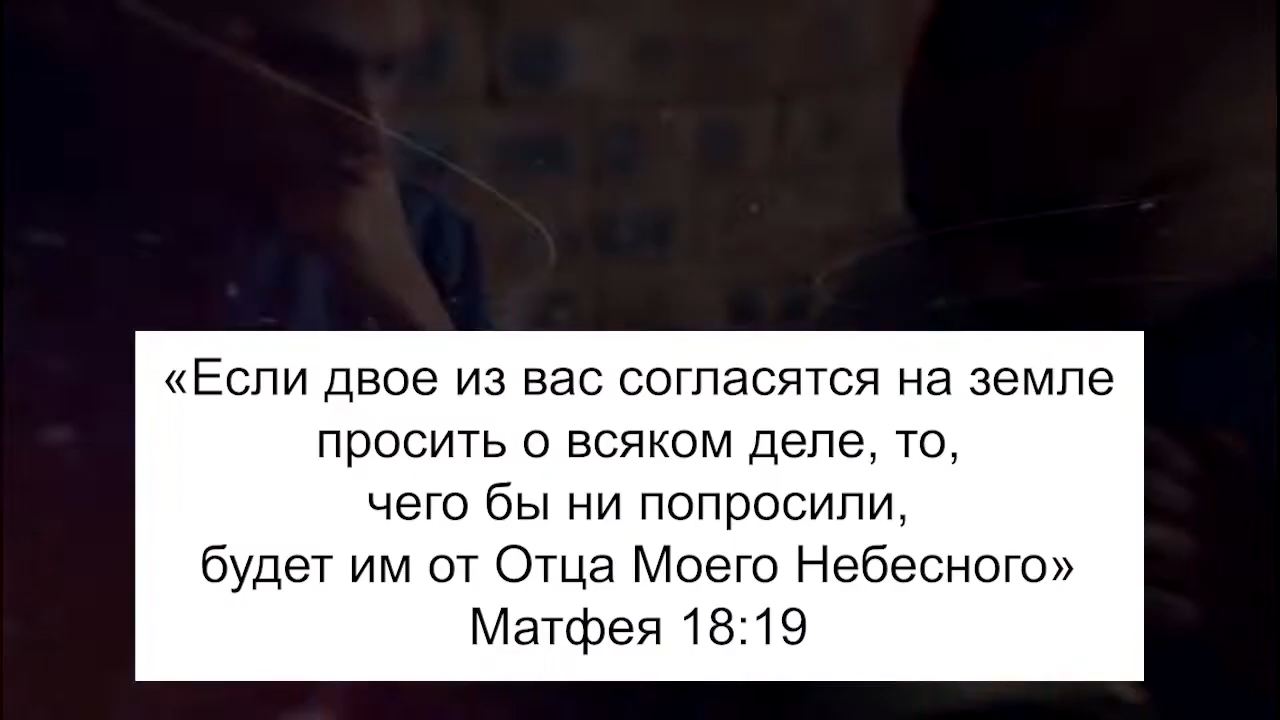 «Если двое из вас согласятся на земле
просить о всяком деле, то,
чего бы ни попросили,
будет им от Отца Моего Небесного»
Матфея 18:19